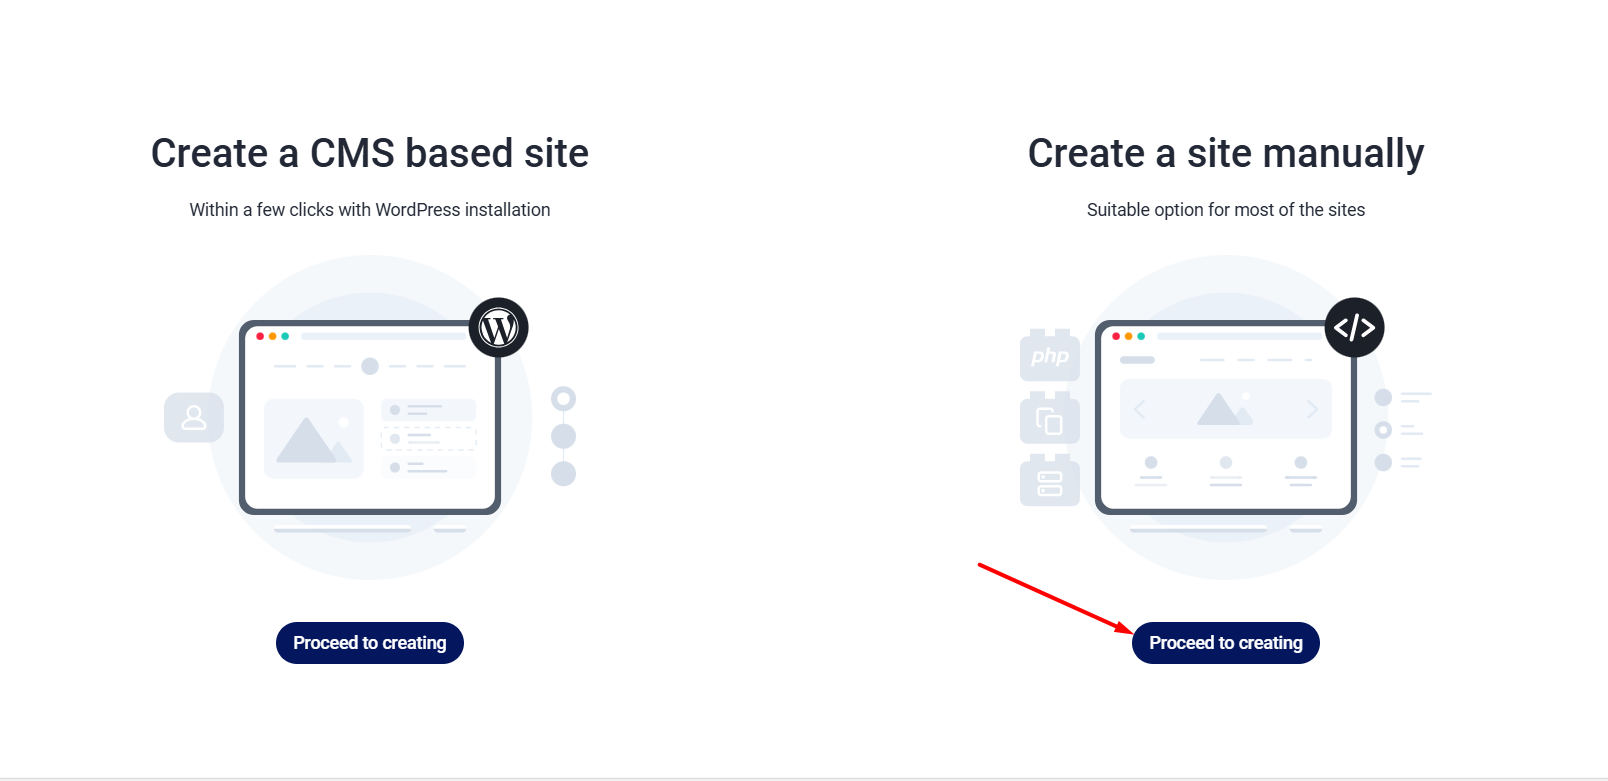 Create a CMS based site
Within a few clicks with WordPress installation
Proceed to creating
Create a site manually
Suitable option for most of the sites
php
Proceed to creating